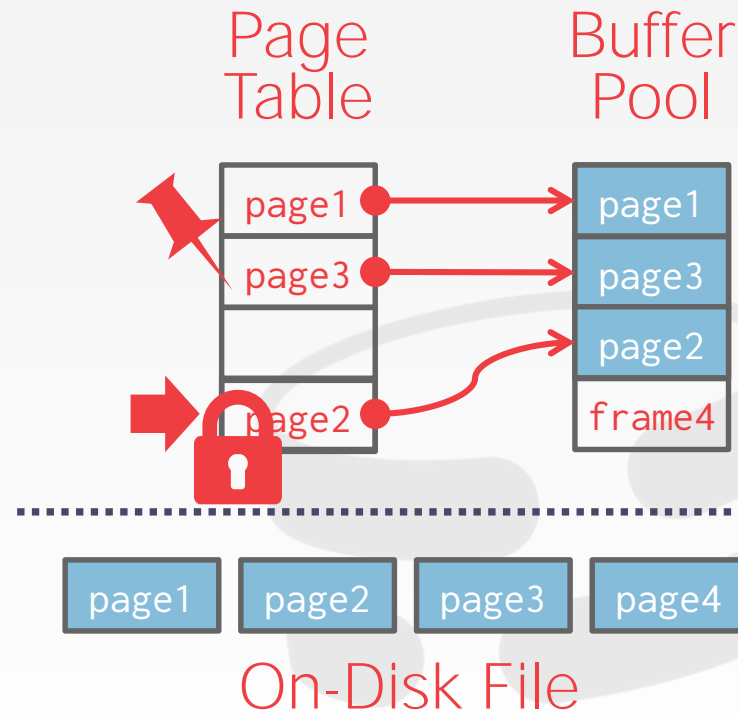 Page
Table
Buffer
Pool
page1
page3
page2
page1
page3
page2
frame4
page1 page2 page3 page4
On-Disk File